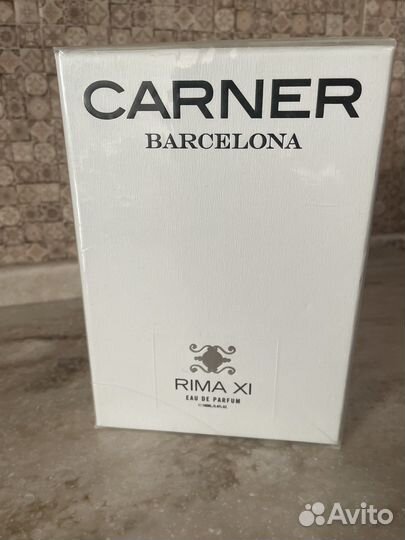 CARNER
BARCELONA
RIMA XI
EAU DE PARFUM
Avito